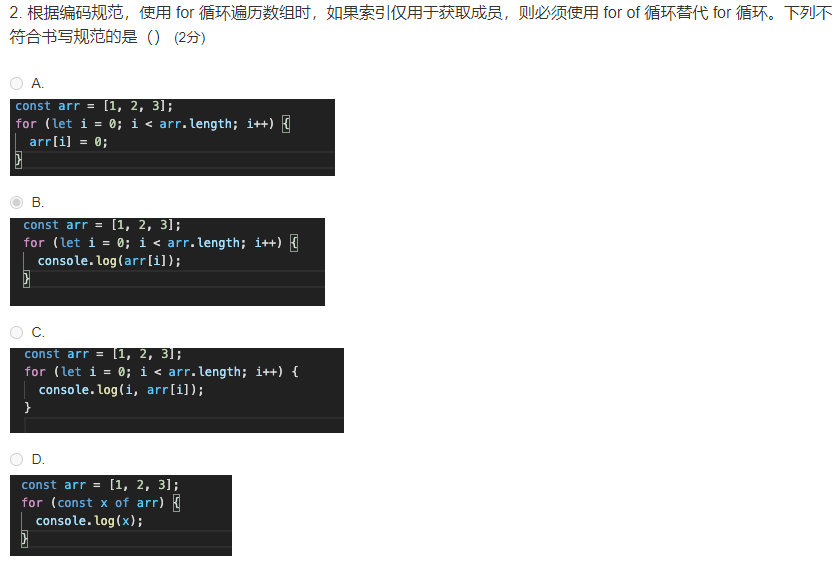 2. 根据编码规范，使用 for 循环遍历数组时，如果索引仅用于获取成员，则必须使用 for of 循环替代 for 循环。下列不
符合书写规范的是（） (2分)
A.
const arr = [1, 2, 3];
for (let i = 0; i < arr.length; i++) {
  arr[i] = 0;
}
B.
const arr = [1, 2, 3];
for (let i = 0; i < arr.length; i++) {
  console.log(arr[i]);
}
C.
const arr = [1, 2, 3];
for (let i = 0; i < arr.length; i++) {
  console.log(i, arr[i]);
}
D.
const arr = [1, 2, 3];
for (const x of arr) {
  console.log(x);
}